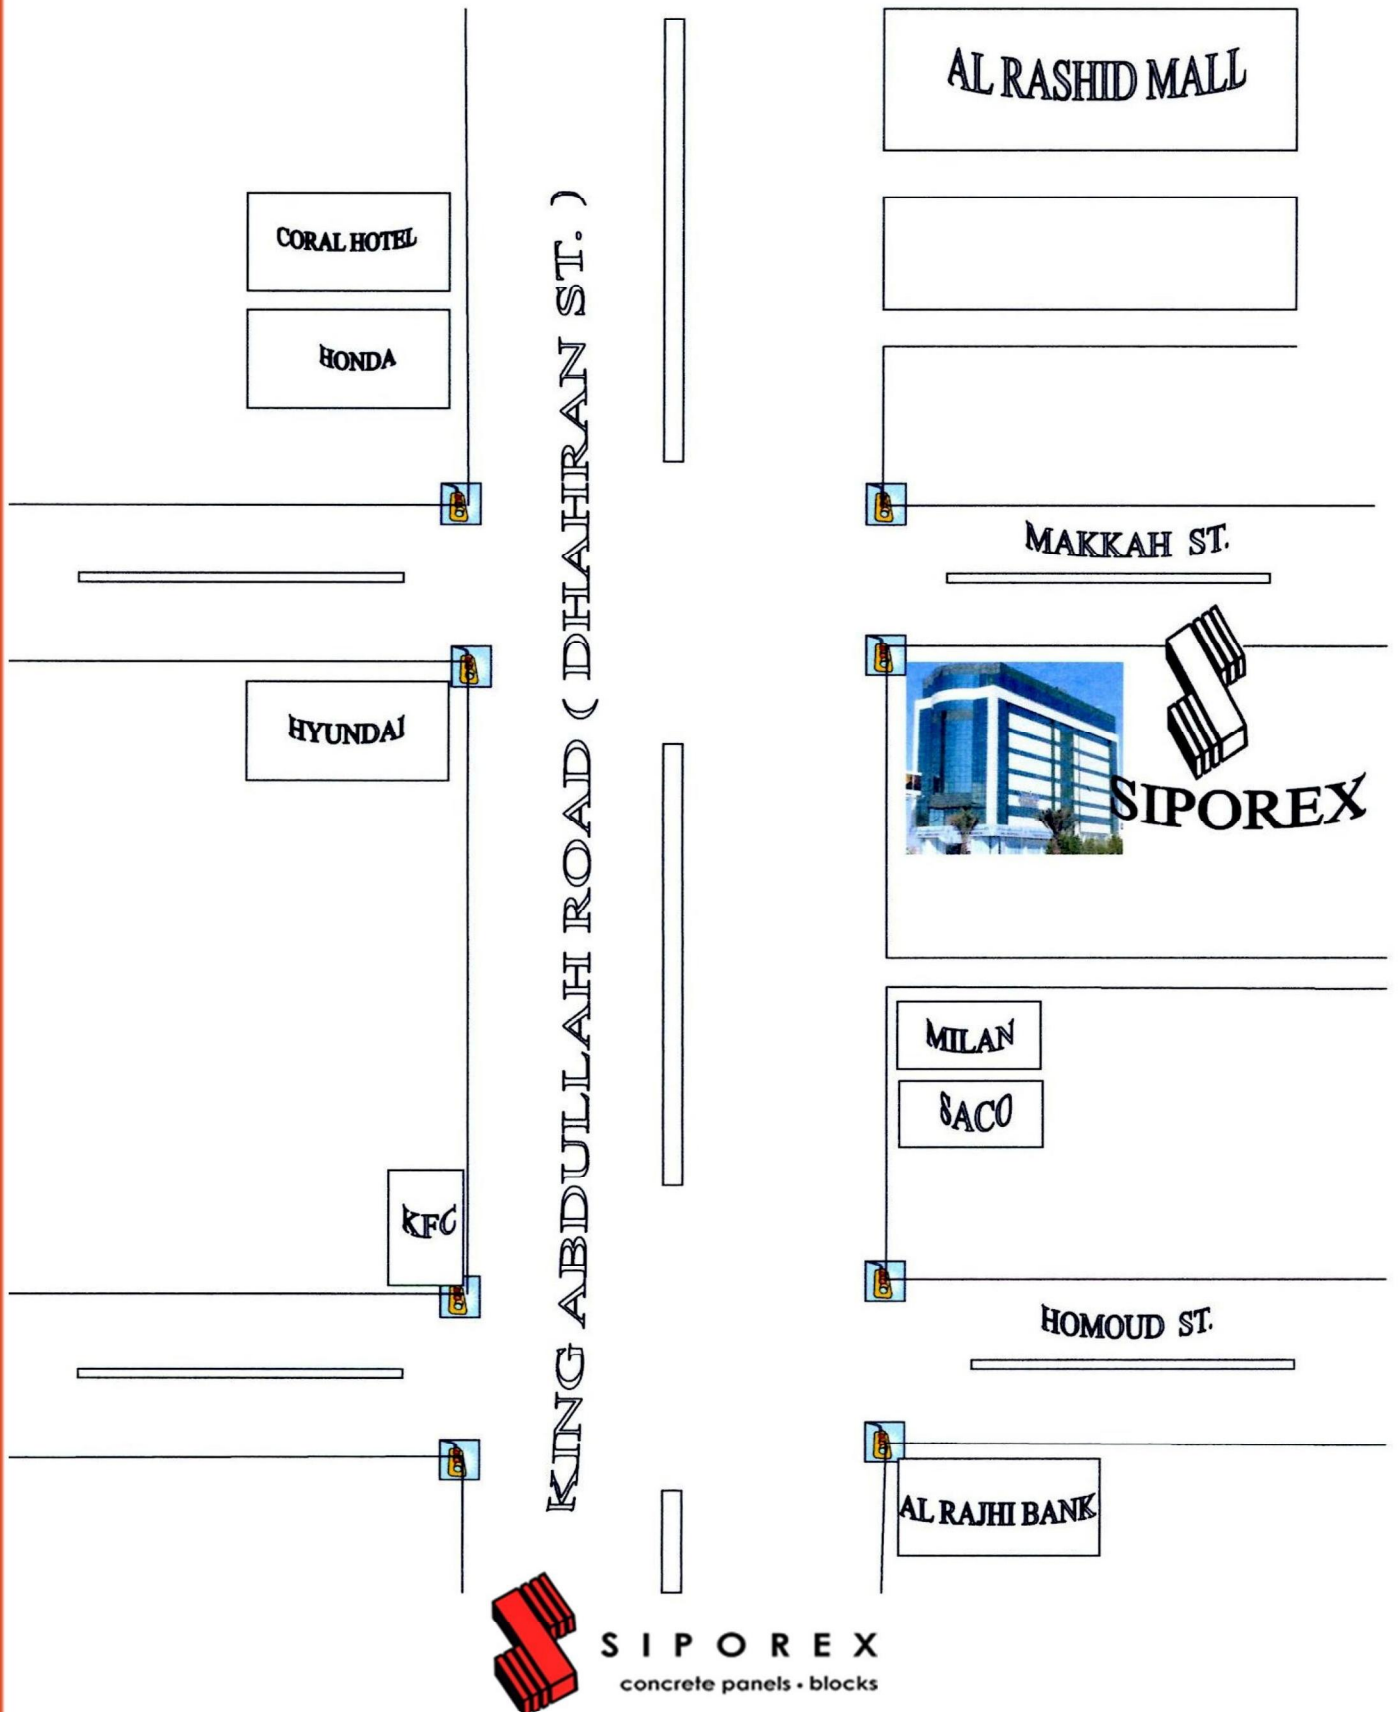 AL RASHID MALL
CORAL HOTEL
HONDA
KING ABDULLAH ROAD ( DHAHRAN ST. )
MAKKAH ST.
HYUNDAI
SIPOREX
MILAN
SACO
KFC
HOMOUD ST.
AL RAJHI BANK
SIPOREX
concrete panels • blocks